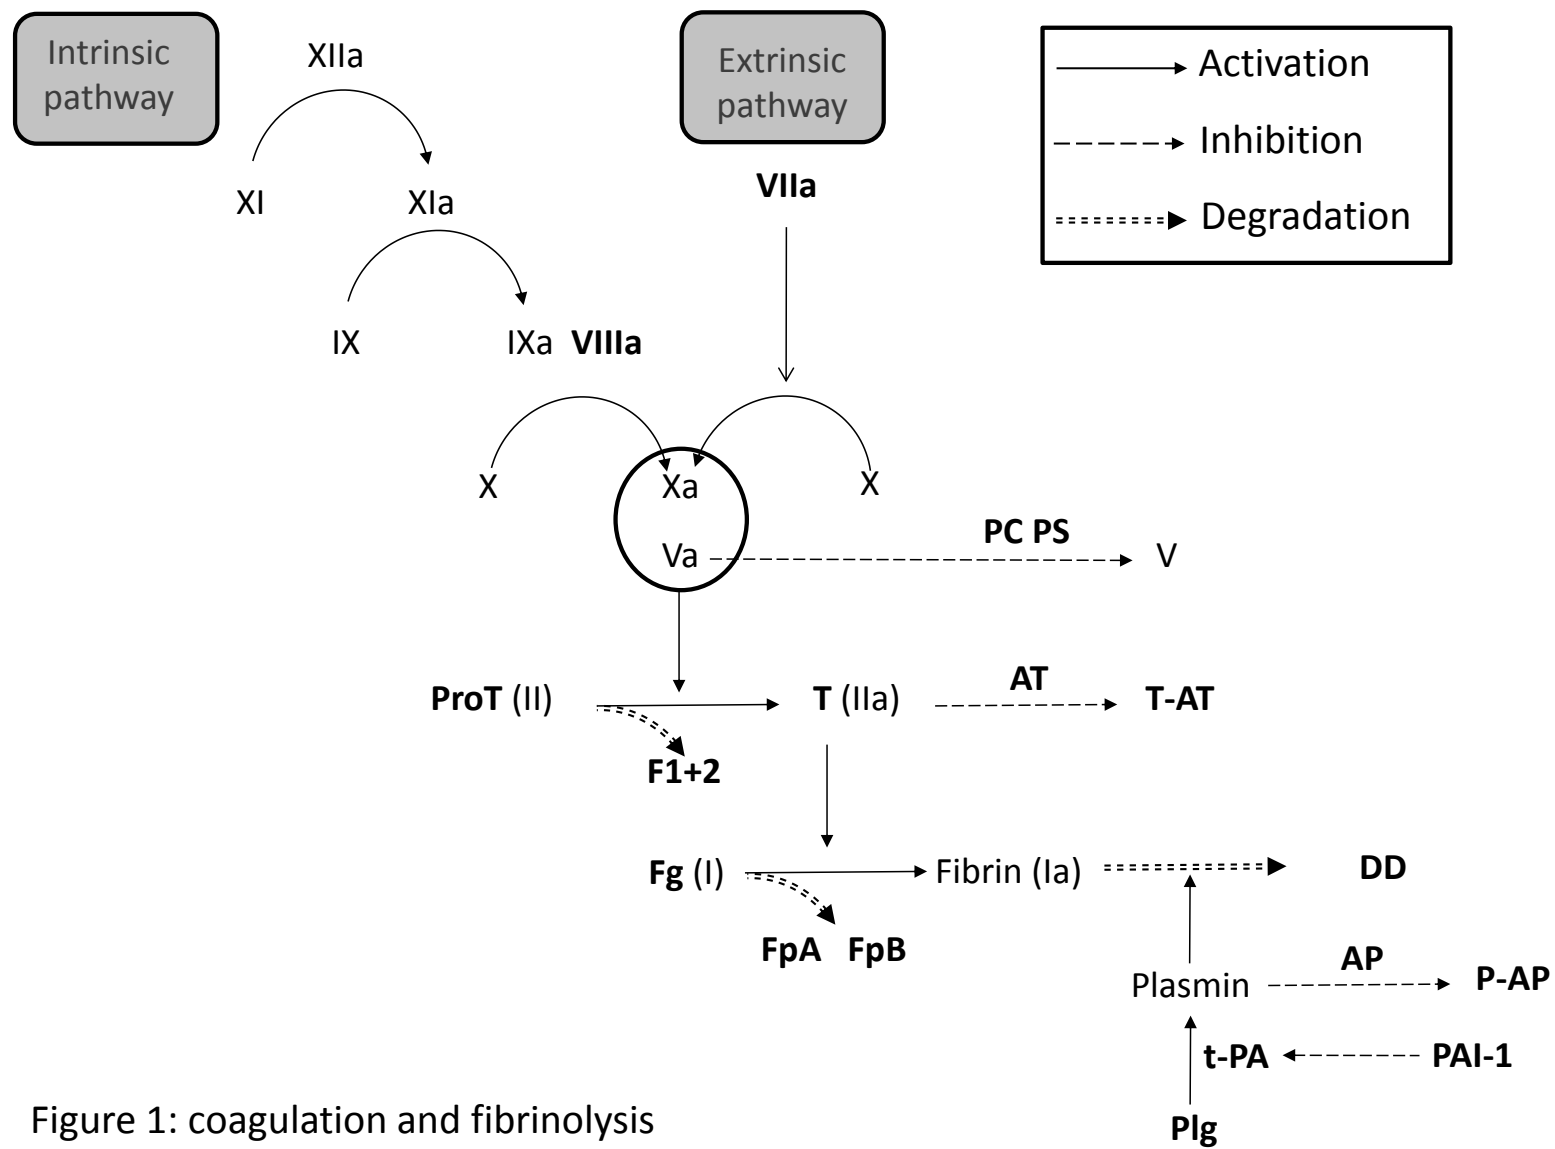 Intrinsic
pathway
XIIa
Extrinsic
pathway
Activation
Inhibition
Degradation
XI
XIa
VIIa
IX
IXa VIIIa
X
Xa
X
Va
PC PS
V
ProT (II)
T (IIa)
AT
T-AT
F1+2
Fg (I)
Fibrin (Ia)
DD
FpA FpB
Plasmin
AP
P-AP
t-PA
PAI-1
Plg
Figure 1: coagulation and fibrinolysis